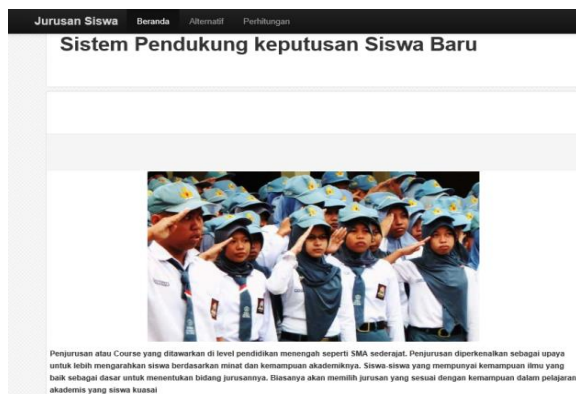 Jurusan Siswa Beranda Alternatif Perhitungan
Sistem Pendukung keputusan Siswa Baru
Penjurusan atau Course yang ditawarkan di level pendidikan menengah seperti SMA sederajat. Penjurusan diperkenalkan sebagai upaya
untuk lebih mengarahkan siswa berdasarkan minat dan kemampuan akademiknya. Siswa-siswa yang mempunyai kemampuan ilmu yang
baik sebagai dasar untuk menentukan bidang jurusannya. Biasanya akan memilih jurusan yang sesuai dengan kemampuan dalam pelajaran
akademis yang siswa kuasai